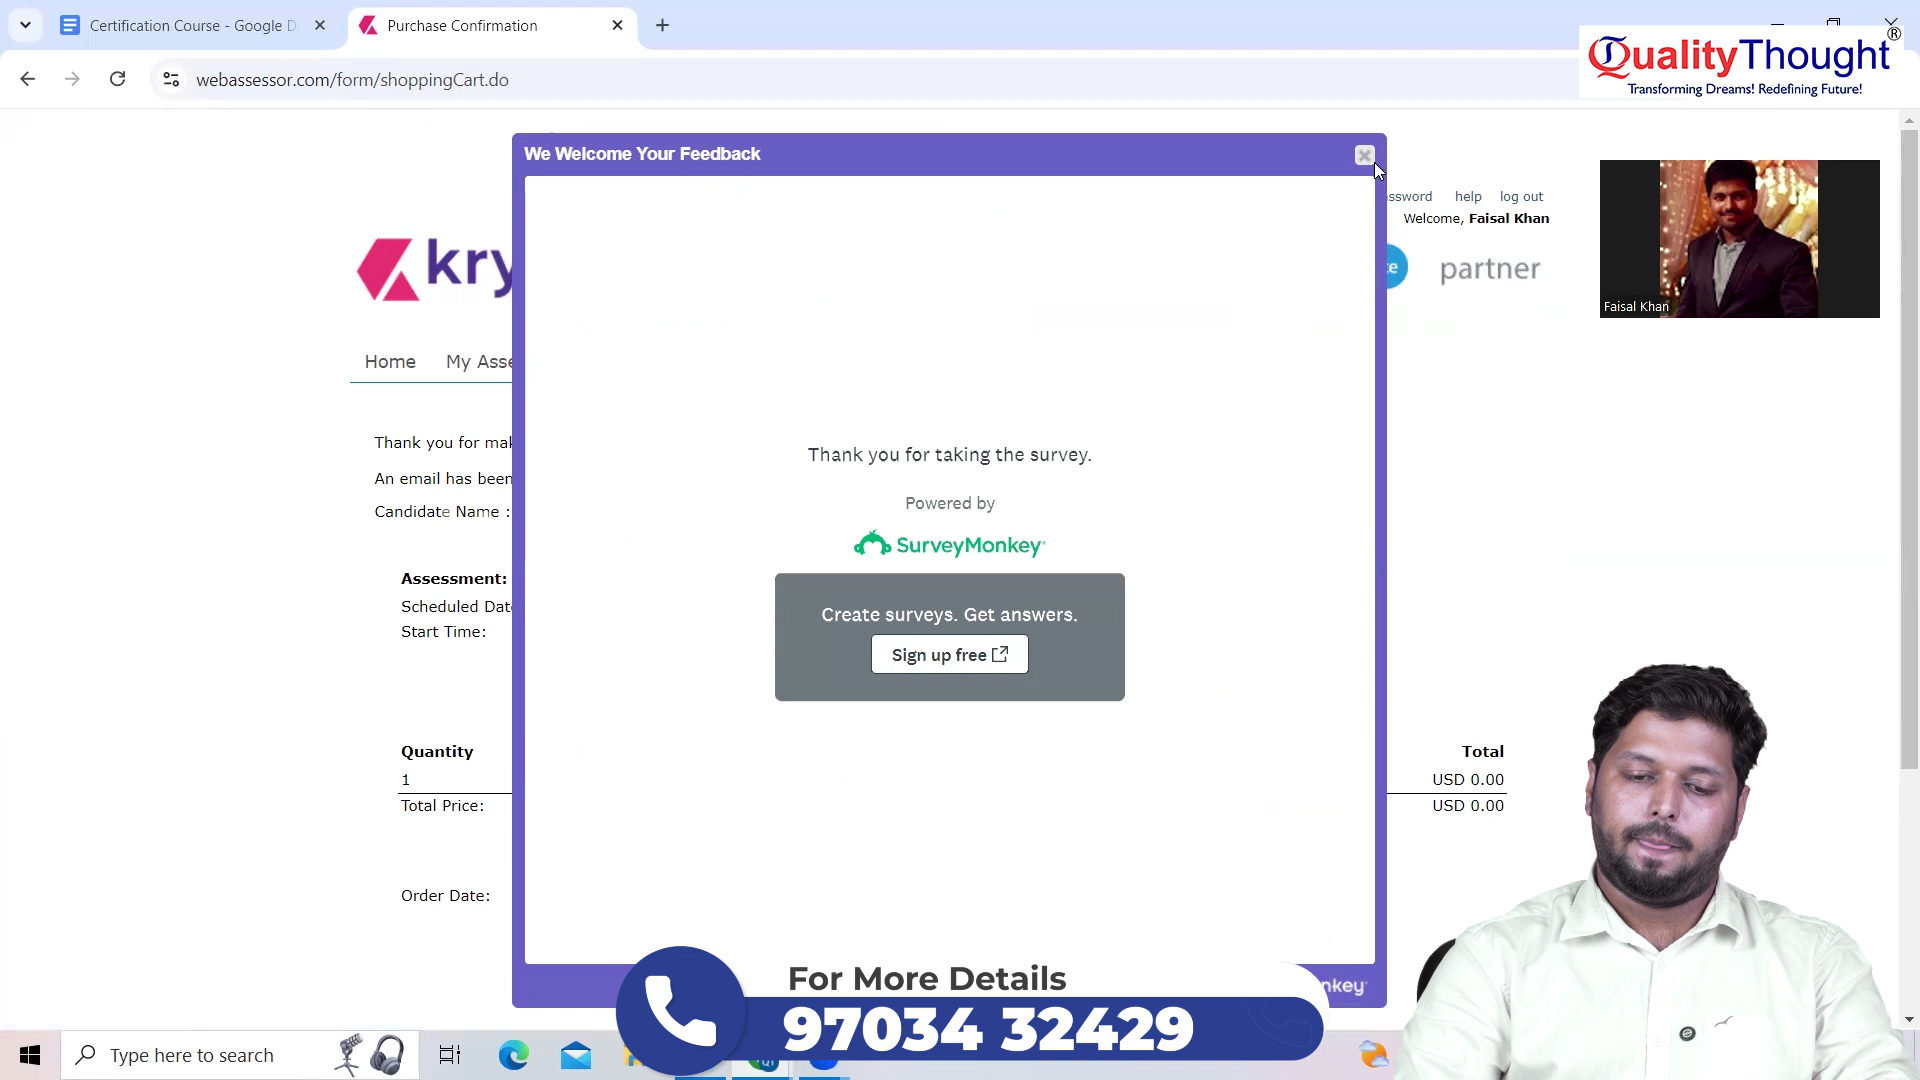 Certification Course - Google D
Purchase Confirmation
webassessor.com/form/shoppingCart.do
QualityThought®
Transforming Dreams! Redefining Future!
We Welcome Your Feedback
ssword help log out
Welcome, Faisal Khan
kry
te partner
Faisal Khan
Home My Asse
Thank you for mak
An email has been
Candidate Name :
Thank you for taking the survey.
Powered by
SurveyMonkey
Create surveys. Get answers.
Sign up free
Assessment:
Scheduled Date
Start Time:
Quantity Total
1 USD 0.00
Total Price: USD 0.00
Order Date:
For More Details
97034 32429
nkey
Type here to search